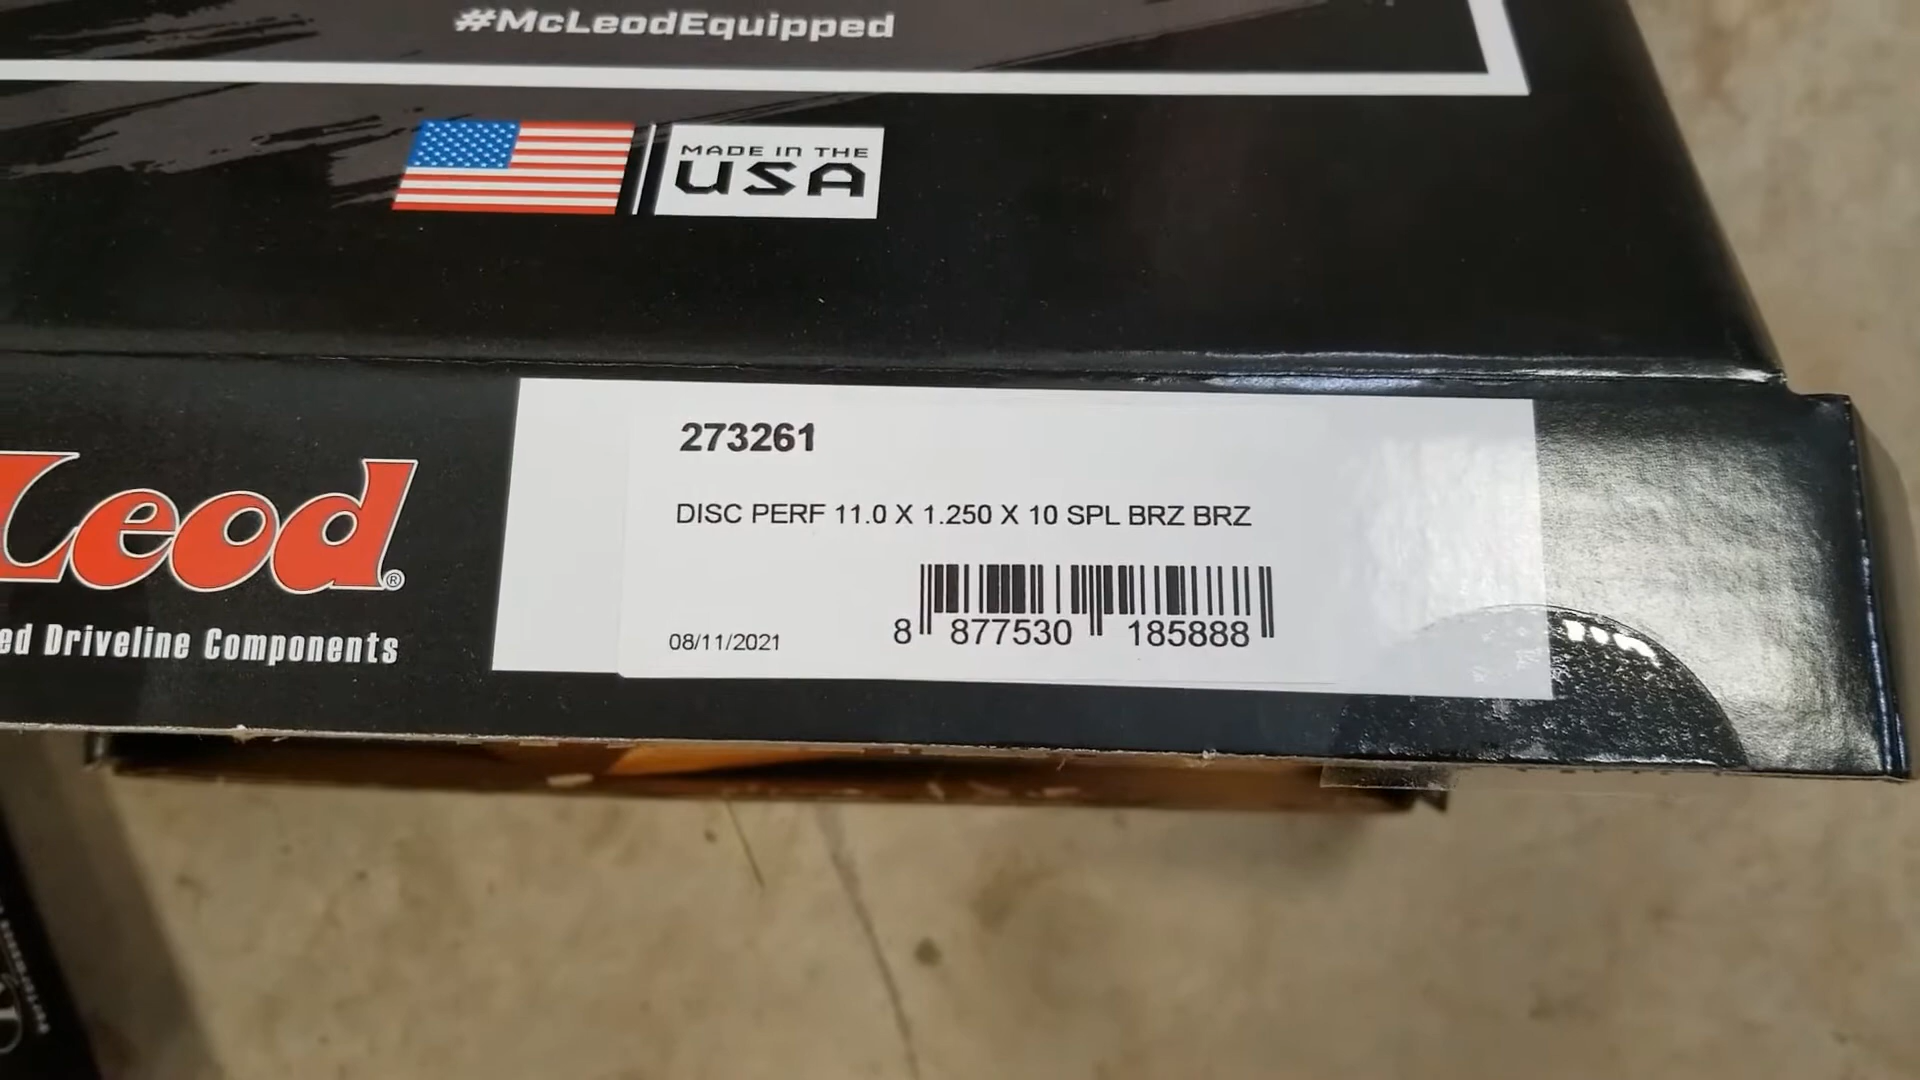 #McLeodEquipped
MADE IN THE
USA
273261
DISC PERF 11.0 X 1.250 X 10 SPL BRZ BRZ
08/11/2021
8 877530 185888
Leod®
ed Driveline Components